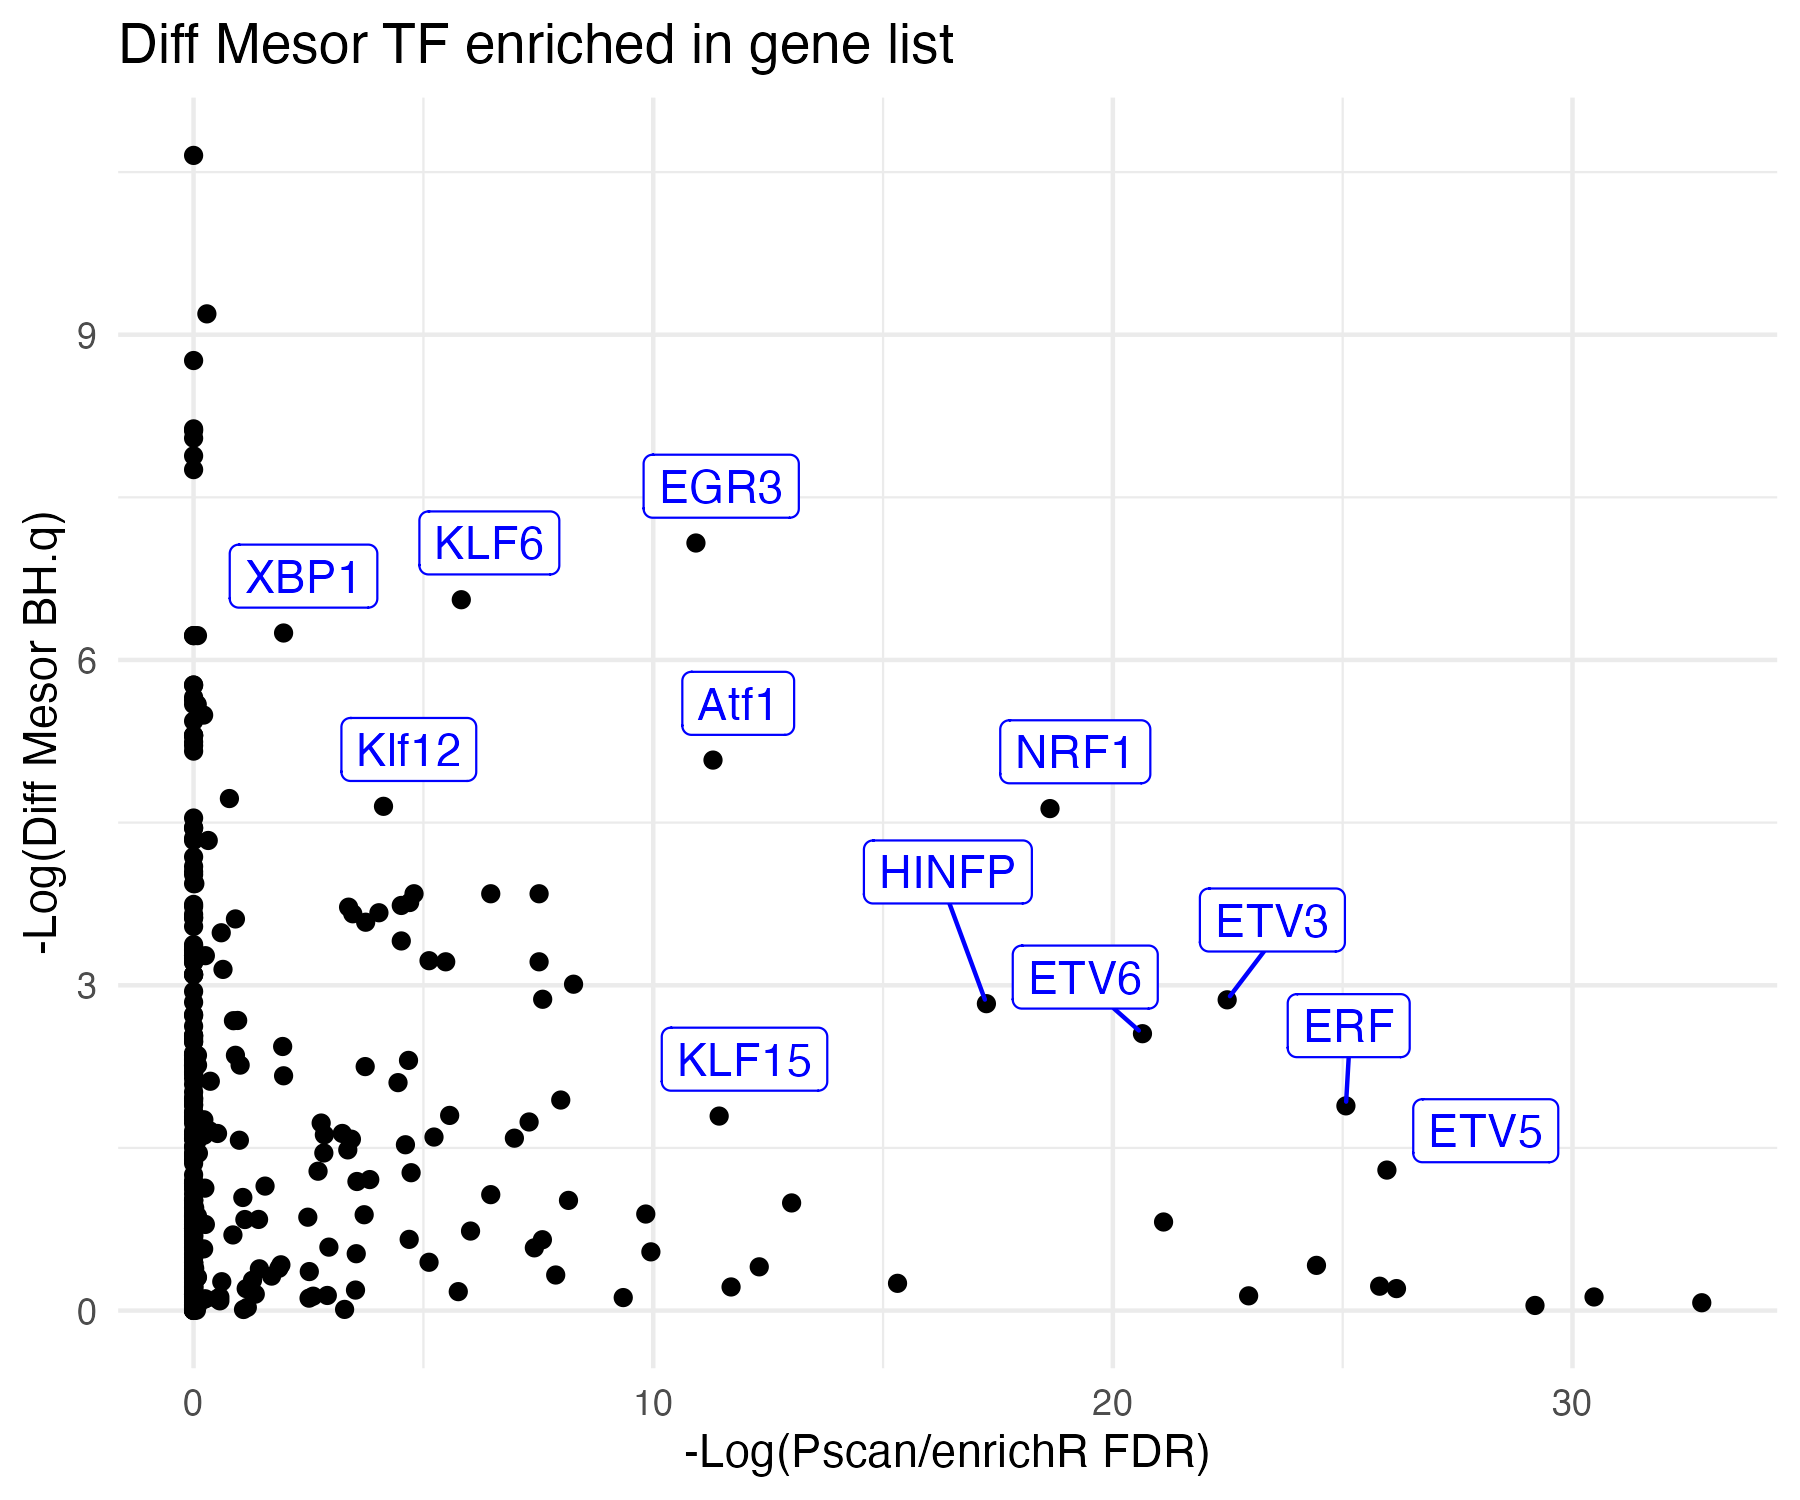 Diff Mesor TF enriched in gene list
-Log(Diff Mesor BH.q)
9
6
3
0
EGR3
KLF6
XBP1
Atf1
Klf12
NRF1
HINFP
ETV3
ETV6
ERF
KLF15
ETV5
0
10
20
30
-Log(Pscan/enrichR FDR)